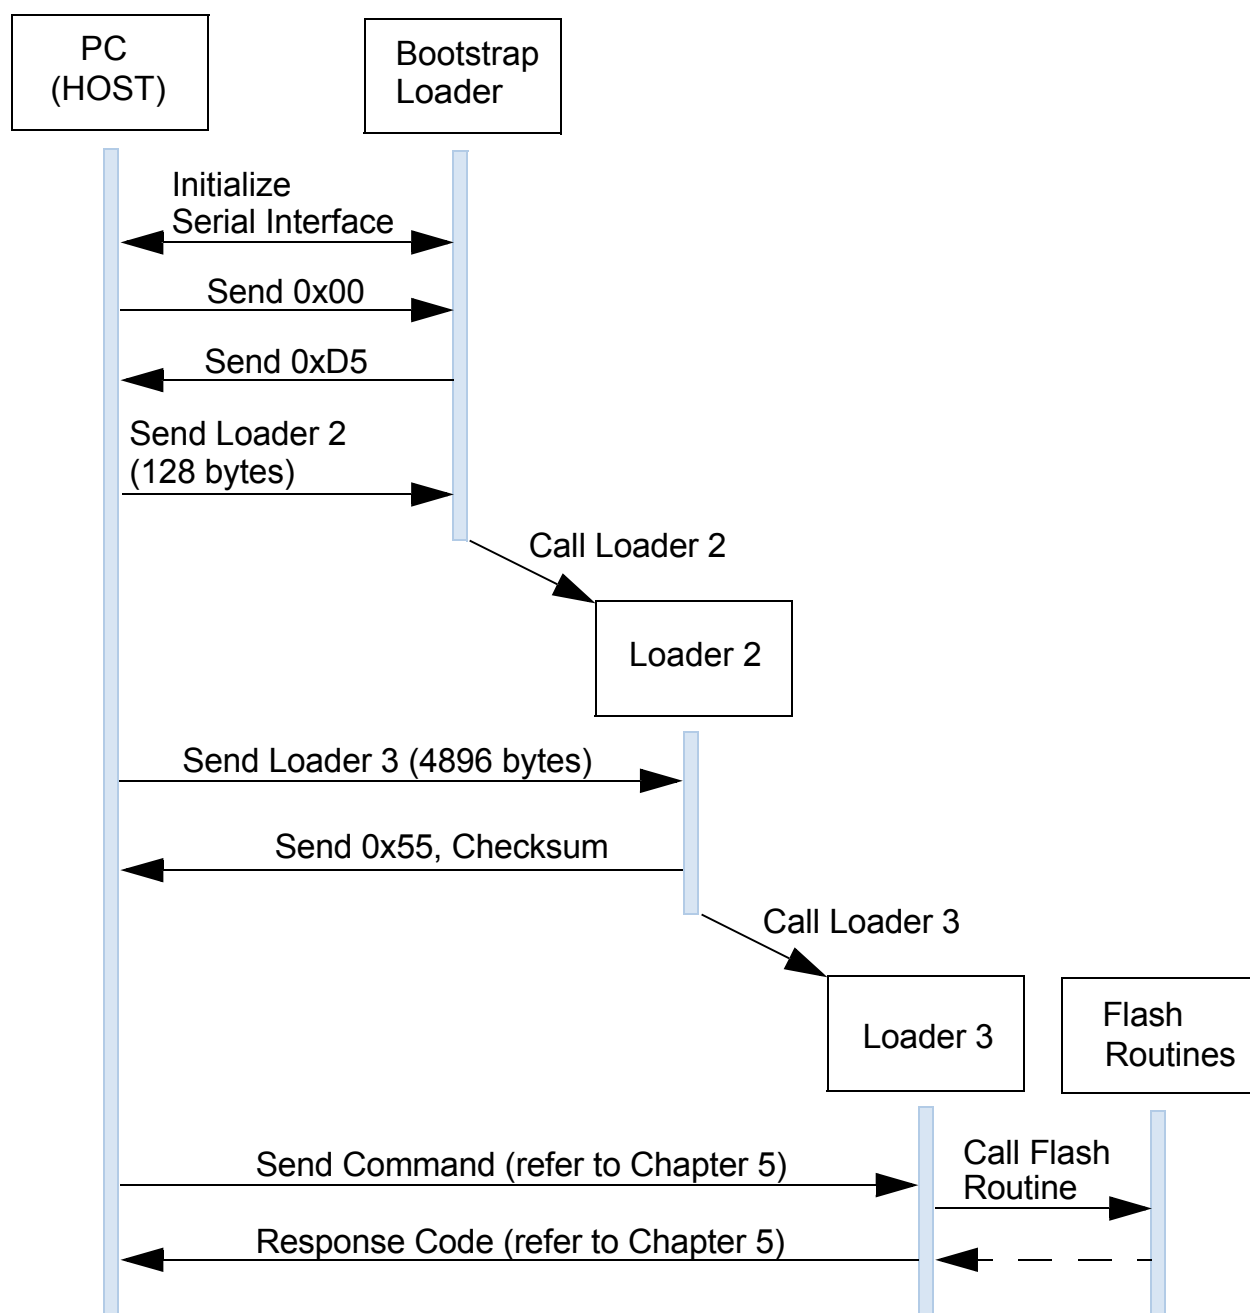 PC
(HOST)
Bootstrap
Loader
Initialize
Serial Interface
Send 0x00
Send 0xD5
Send Loader 2
(128 bytes)
Call Loader 2
Loader 2
Send Loader 3 (4896 bytes)
Send 0x55, Checksum
Call Loader 3
Loader 3
Flash
Routines
Send Command (refer to Chapter 5)
Call Flash
Routine
Response Code (refer to Chapter 5)